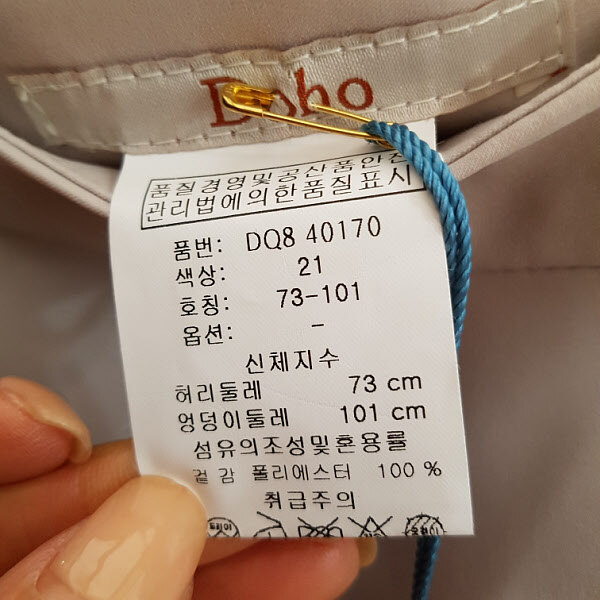 Doho
품질경영및공산품안전
관리법에의한품질표시
품번: DQ8 40170
색상: 21
호칭: 73-101
옵션: -
신체지수
허리둘레 73 cm
엉덩이둘레 101 cm
섬유의조성및혼용률
겉감 폴리에스터 100 %
취급주의